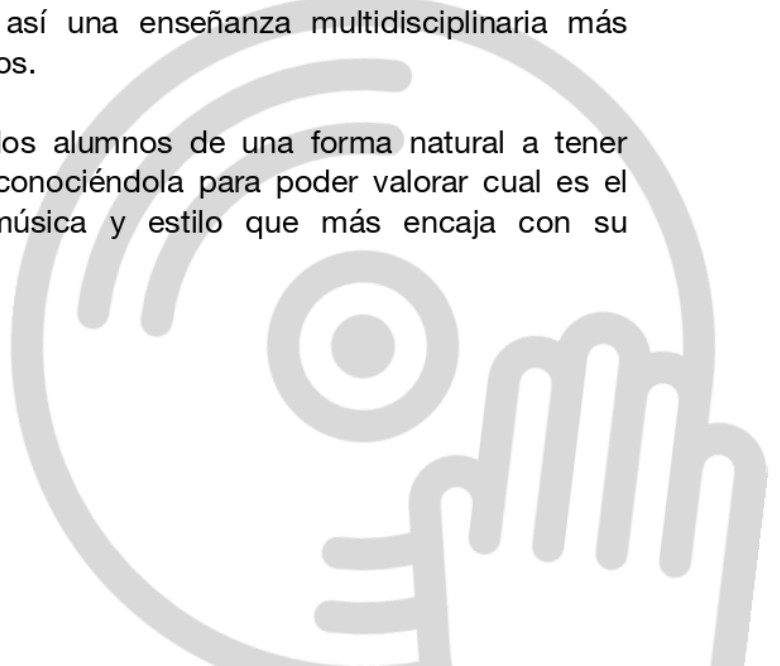 así una enseñanza multidisciplinaria más
os.
los alumnos de una forma natural a tener
conociéndola para poder valorar cual es el
música y estilo que más encaja con su